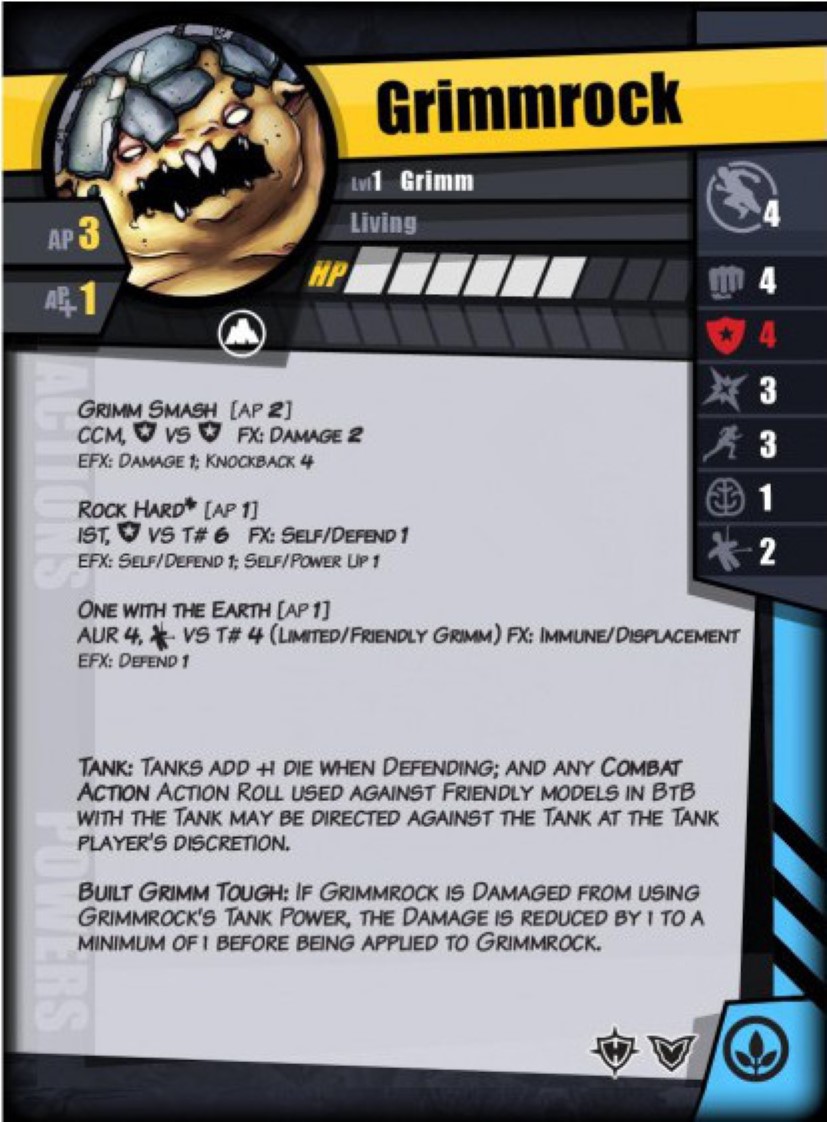 Grimmrock
Lvl1 Grimm
Living
AP 3
AP+ 1
HP
4
4
4
3
3
1
2
ACTIONS
GRIMM SMASH [AP 2]
CCM, VS FX: DAMAGE 2
EFX: DAMAGE 1; KNOCKBACK 4
ROCK HARD* [AP 1]
IST, VS T# 6 FX: SELF/DEFEND 1
EFX: SELF/DEFEND 1; SELF/POWER UP 1
ONE WITH THE EARTH [AP 1]
AUR 4, VS T# 4 (LIMITED/FRIENDLY GRIMM) FX: IMMUNE/DISPLACEMENT
EFX: DEFEND 1
POWERS
TANK: TANKS ADD +1 DIE WHEN DEFENDING; AND ANY COMBAT
ACTION ACTION ROLL USED AGAINST FRIENDLY MODELS IN BTB
WITH THE TANK MAY BE DIRECTED AGAINST THE TANK AT THE TANK
PLAYER'S DISCRETION.
BUILT GRIMM TOUGH: IF GRIMMROCK IS DAMAGED FROM USING
GRIMMROCK'S TANK POWER, THE DAMAGE IS REDUCED BY 1 TO A
MINIMUM OF 1 BEFORE BEING APPLIED TO GRIMMROCK.
H